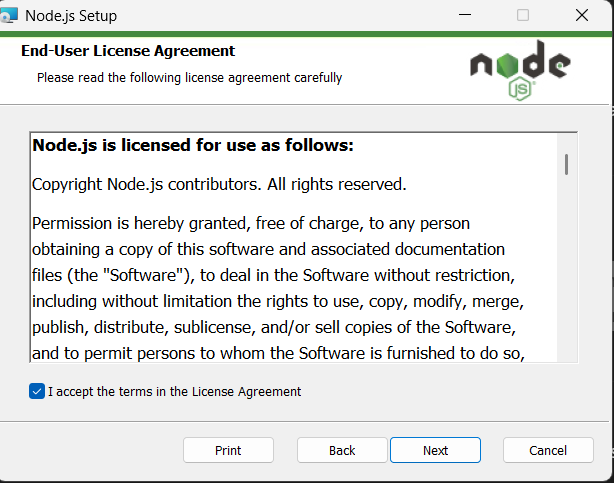 Node.js Setup
End-User License Agreement
Please read the following license agreement carefully
node
JS
Node.js is licensed for use as follows:
Copyright Node.js contributors. All rights reserved.
Permission is hereby granted, free of charge, to any person
obtaining a copy of this software and associated documentation
files (the "Software"), to deal in the Software without restriction,
including without limitation the rights to use, copy, modify, merge,
publish, distribute, sublicense, and/or sell copies of the Software,
and to permit persons to whom the Software is furnished to do so,
I accept the terms in the License Agreement
Print
Back
Next
Cancel